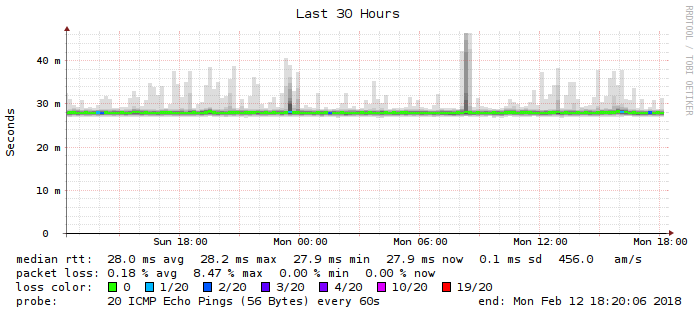 Last 30 Hours
RRDTOOL / TOBI OETIKER
Seconds
40 m
30 m
20 m
10 m
0
Sun 18:00 Mon 00:00 Mon 06:00 Mon 12:00 Mon 18:00
median rtt: 28.0 ms avg 28.2 ms max 27.9 ms min 27.9 ms now 0.1 ms sd 456.0 am/s
packet loss: 0.18 % avg 8.47 % max 0.00 % min 0.00 % now
loss color: 0 1/20 2/20 3/20 4/20 10/20 19/20
probe: 20 ICMP Echo Pings (56 Bytes) every 60s end: Mon Feb 12 18:20:06 2018